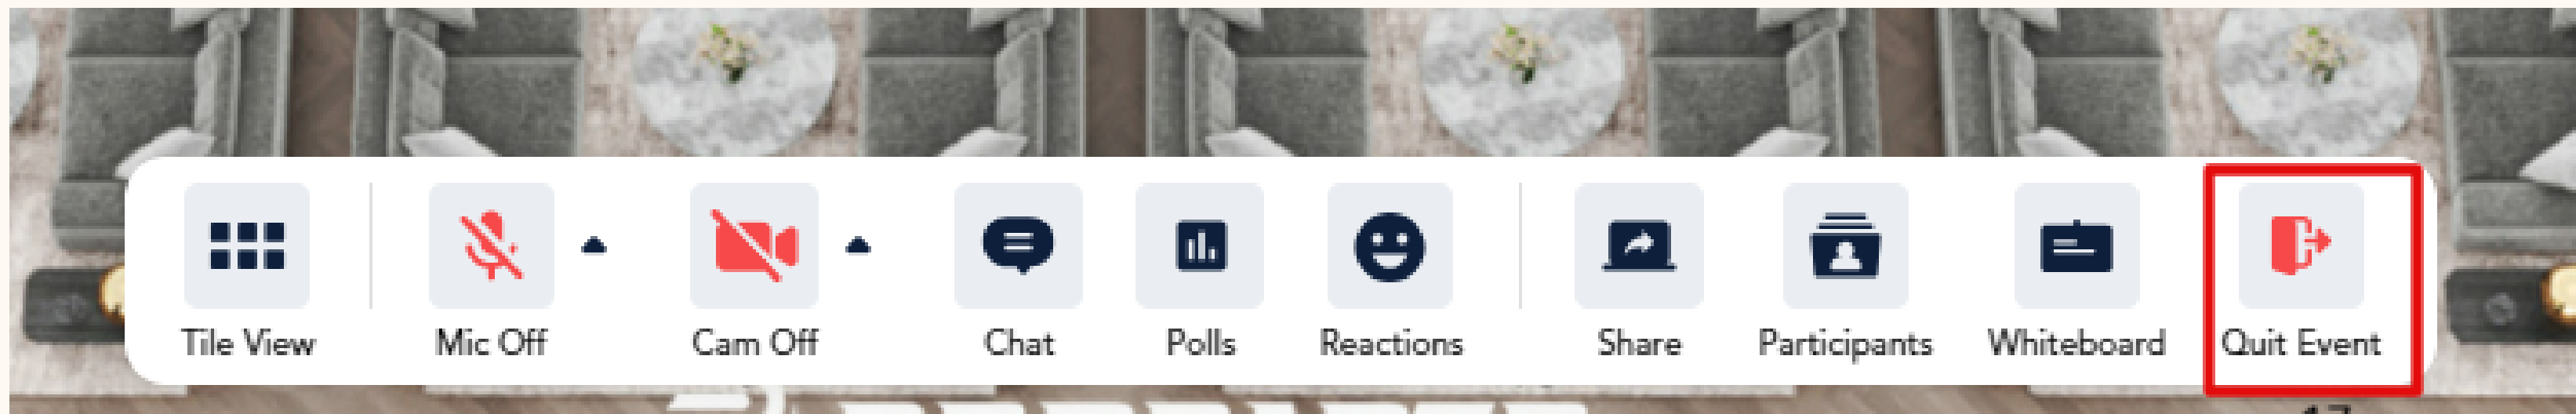 Tile View
Mic Off
Cam Off
Chat
Polls
Reactions
Share
Participants
Whiteboard
Quit Event